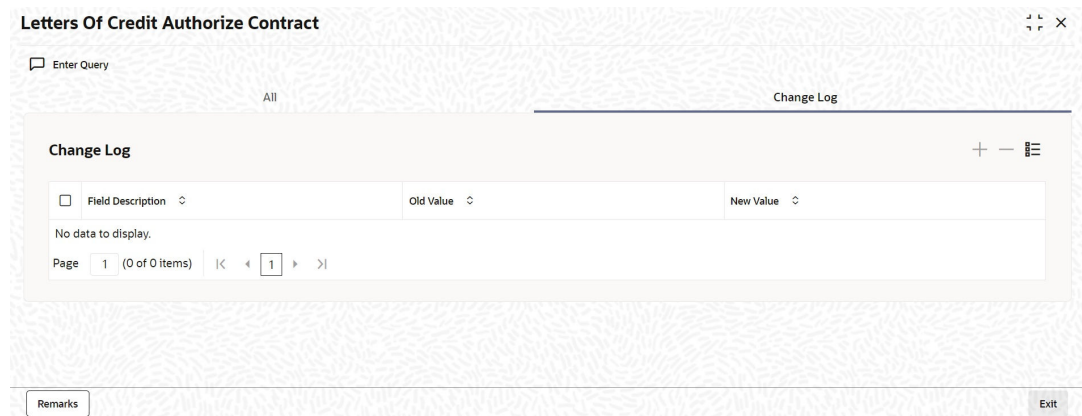 Letters Of Credit Authorize Contract
Enter Query
All Change Log
Change Log
Field Description Old Value New Value
No data to display.
Page 1 (0 of 0 items) 1
Remarks Exit